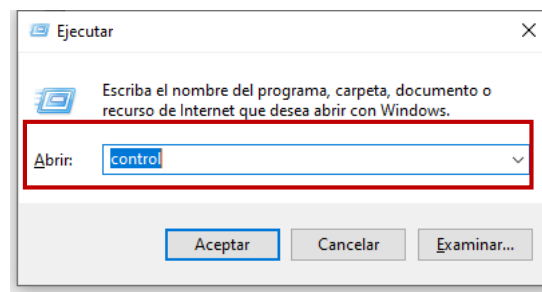 Ejecutar
Escriba el nombre del programa, carpeta, documento o
recurso de Internet que desea abrir con Windows.
Abrir: control
Aceptar Cancelar Examinar...